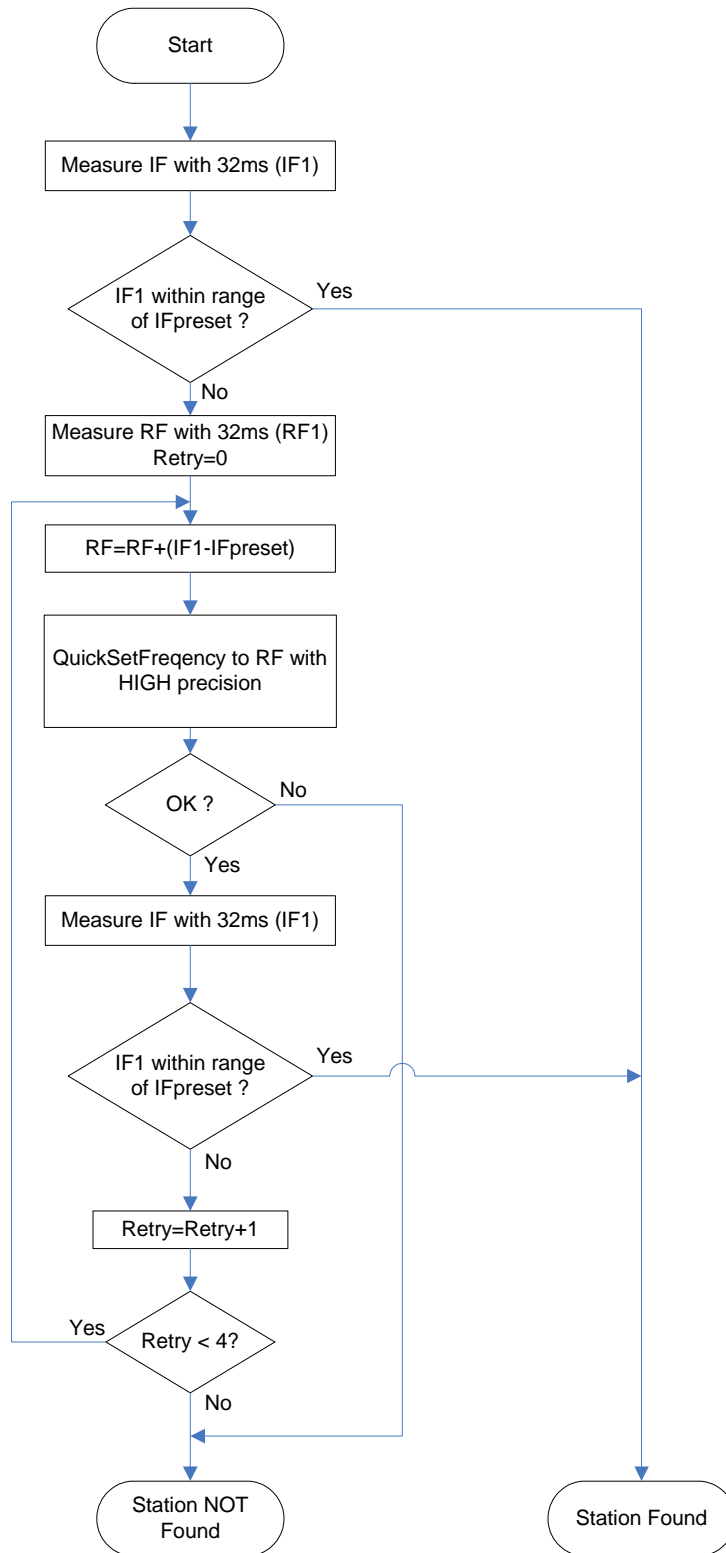 Start
Measure IF with 32ms (IF1)
IF1 within range
of IFpreset ?
Yes
No
Measure RF with 32ms (RF1)
Retry=0
RF=RF+(IF1-IFpreset)
QuickSetFreqency to RF with
HIGH precision
OK ?
No
Yes
Measure IF with 32ms (IF1)
IF1 within range
of IFpreset ?
Yes
No
Retry=Retry+1
Yes
Retry < 4?
No
Station NOT
Found
Station Found